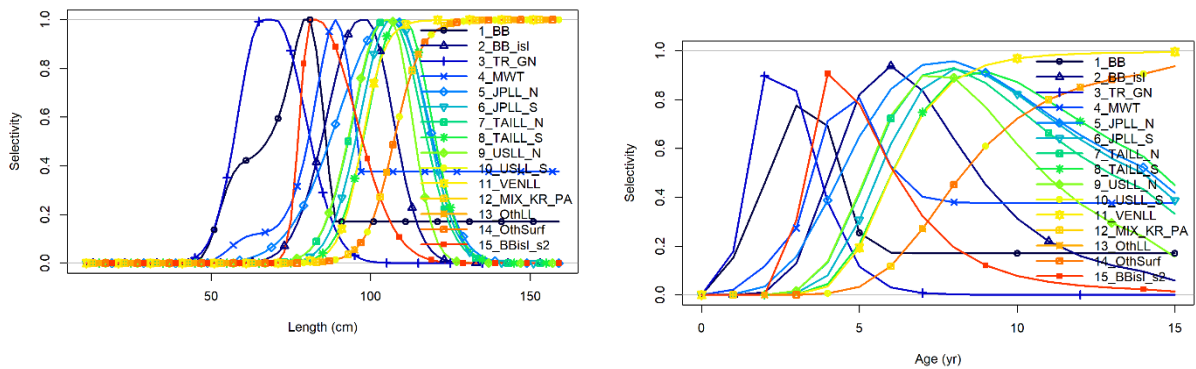 1.0
0.8
0.6
0.4
0.2
0.0
Selectivity
50
100
150
Length (cm)
1_BB
2_BB_isl
3_TR_GN
4_MWT
5_JPLL_N
6_JPLL_S
7_TAILL_N
8_TAILL_S
9_USLL_N
10_USLL_S
11_VENLL
12_MIX_KR_PA
13_OthLL
14_OthSurf
15_BBisl_s2
1.0
0.8
0.6
0.4
0.2
0.0
Selectivity
0
5
10
15
Age (yr)
1_BB
2_BB_isl
3_TR_GN
4_MWT
5_JPLL_N
6_JPLL_S
7_TAILL_N
8_TAILL_S
9_USLL_N
10_USLL_S
11_VENLL
12_MIX_KR_PA
13_OthLL
14_OthSurf
15_BBisl_s2